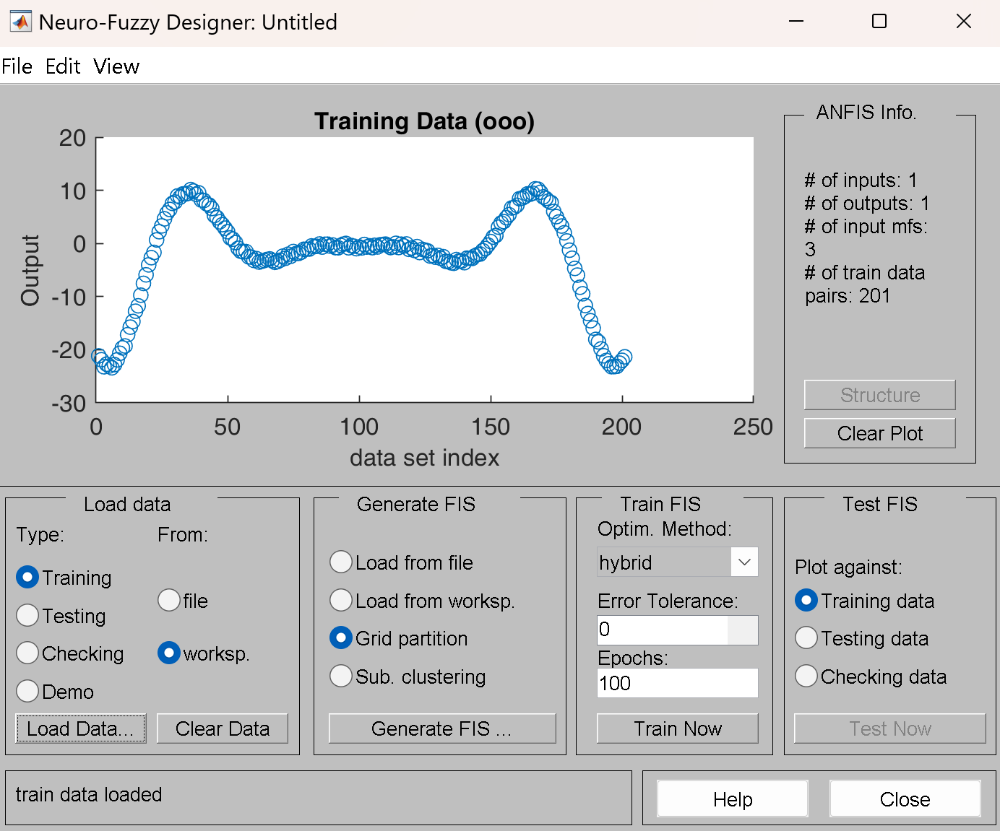 Neuro-Fuzzy Designer: Untitled
File Edit View
Training Data (ooo)
20
10
0
-10
-20
-30
Output
0 50 100 150 200 250
data set index
ANFIS Info.
# of inputs: 1
# of outputs: 1
# of input mfs:
3
# of train data
pairs: 201
Structure
Clear Plot
Load data
Type: From:
Training
file
Testing
Checking
worksp.
Demo
Load Data... Clear Data
Generate FIS
Load from file
Load from worksp.
Grid partition
Sub. clustering
Generate FIS ...
Train FIS
Optim. Method:
hybrid
Error Tolerance:
0
Epochs:
100
Train Now
Test FIS
Plot against:
Training data
Testing data
Checking data
Test Now
train data loaded
Help Close